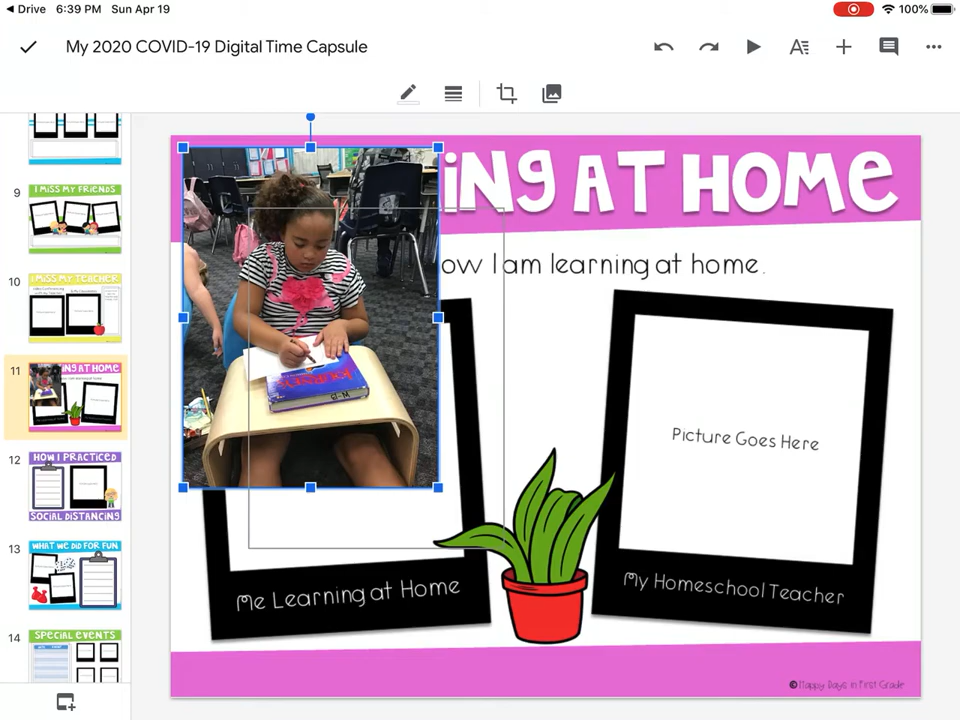 Drive 6:39 PM Sun Apr 19 100%
My 2020 COVID-19 Digital Time Capsule
9
I MISS MY FRIENDS
10
I MISS MY TEACHER
11
ING AT HOME
12
HOW I PRACTICED
SOCIAL DISTANCING
13
WHAT WE DID FOR FUN
14
SPECIAL EVENTS
iNG AT HOMe
ow I am learning at home.
JOURNEYS
Picture Goes Here
Me Learning at Home
My Homeschool Teacher
© Happy Days in First Grade